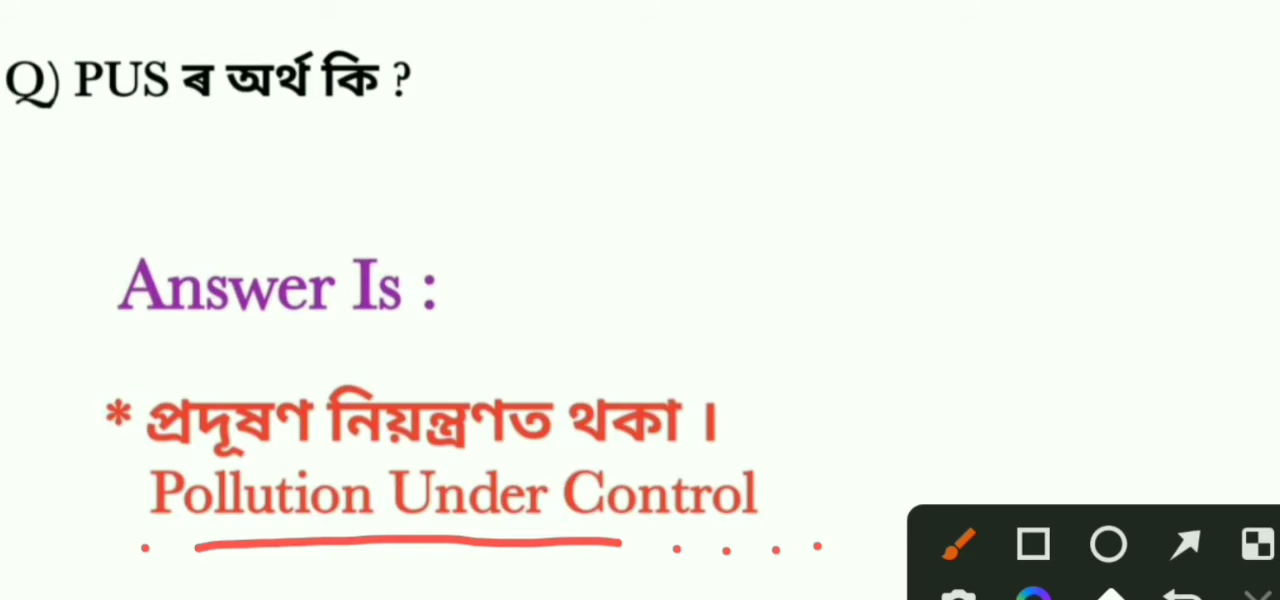 Q) PUS ৰ অৰ্থ কি ?
Answer Is :
* প্ৰদূষণ নিয়ন্ত্ৰণত থকা ।
Pollution Under Control